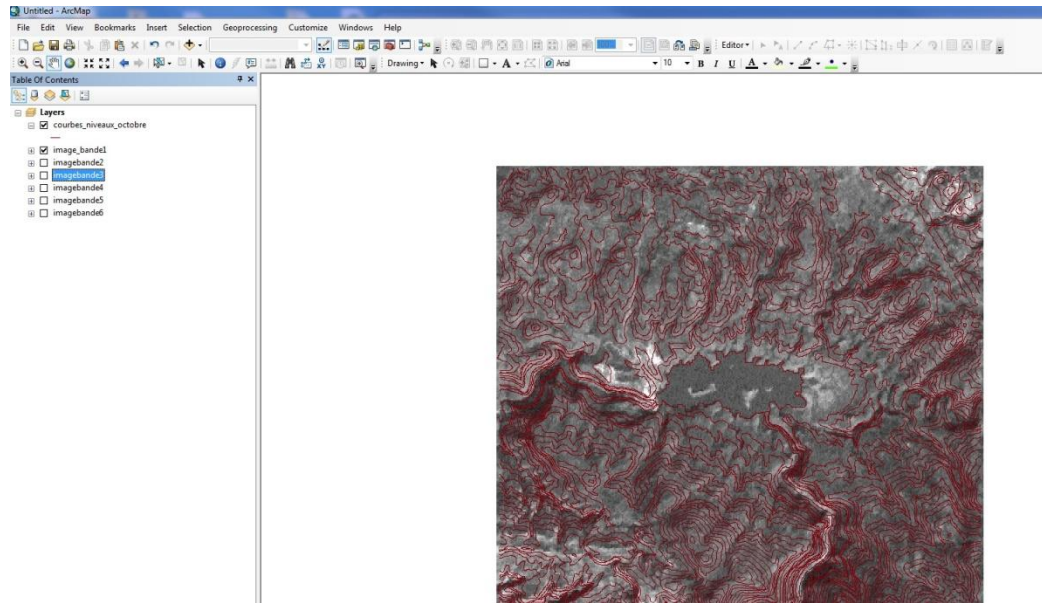 Untitled - ArcMap
File Edit View Bookmarks Insert Selection Geoprocessing Customize Windows Help
Editor
Drawing A Arial 10 B I U A
Table Of Contents
Layers
courbes_niveaux_octobre
image_bande1
imagebande2
imagebande3
imagebande4
imagebande5
imagebande6